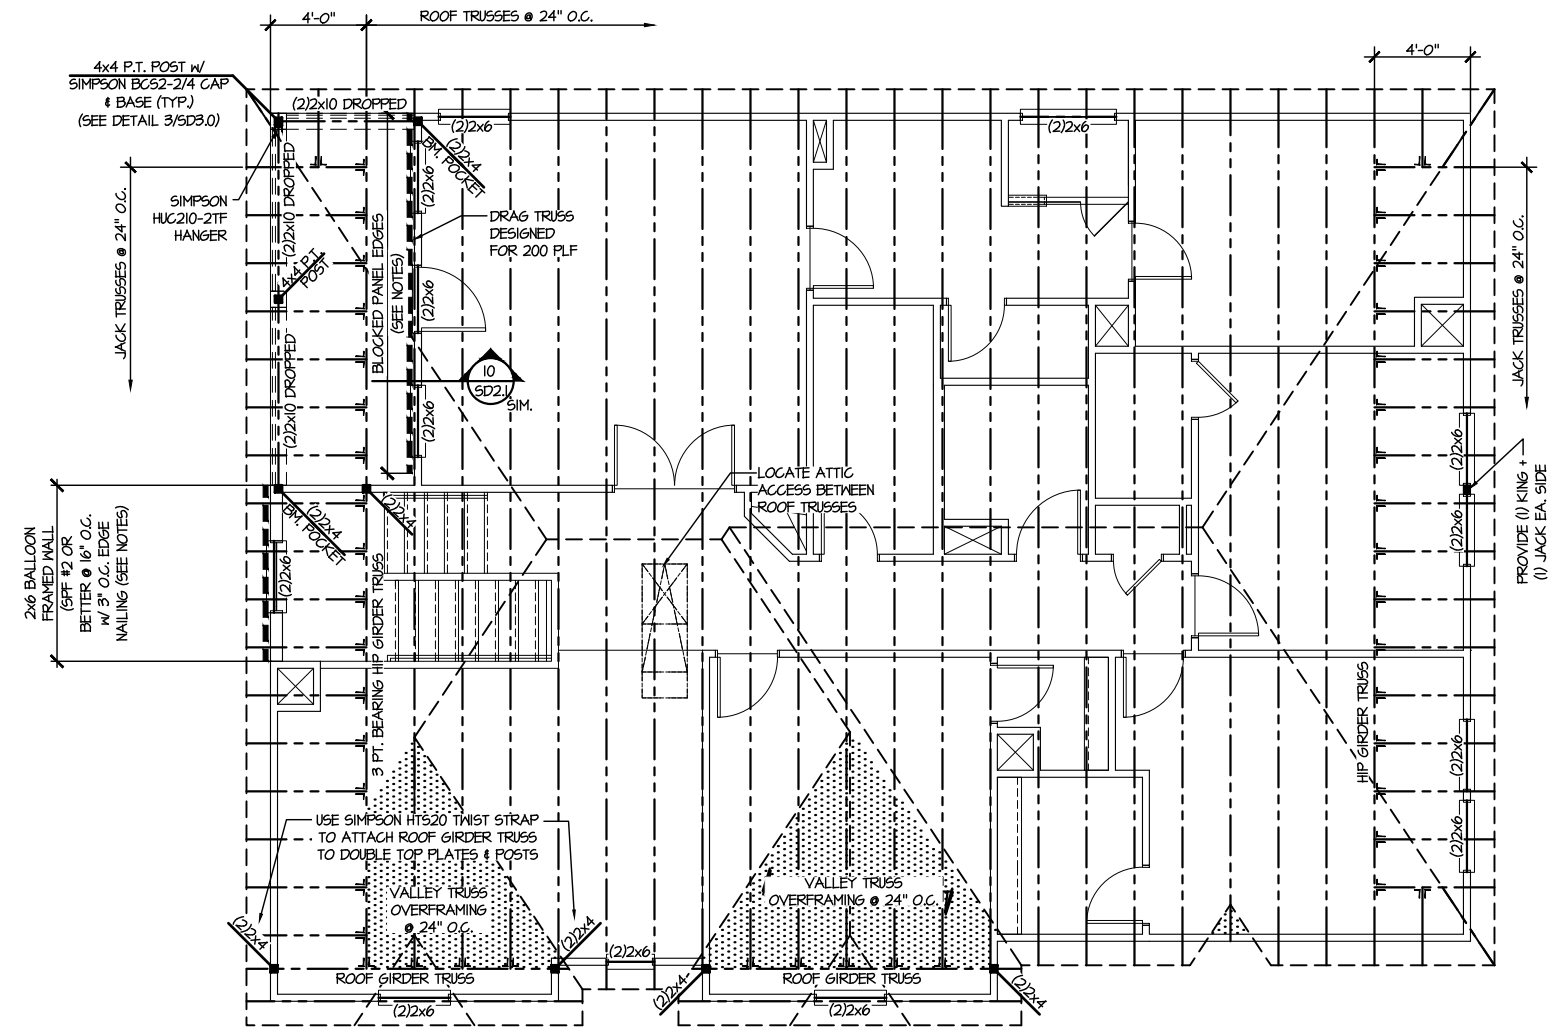 4'-0"
ROOF TRUSSES @ 24" O.C.
4'-0"
4x4 P.T. POST W/
SIMPSON BCS2-2/4 CAP
& BASE (TYP.)
(SEE DETAIL 3/SD3.0)
(2)2x10 DROPPED
(2)2x6
(2)2x6
(2)2x4
BM. POCKET
(2)2x10 DROPPED
(2)2x6
JACK TRUSSES @ 24" O.C.
SIMPSON
HUC210-2TF
HANGER
DRAG TRUSS
DESIGNED
FOR 200 PLF
BLOCKED PANEL EDGES
(SEE NOTES)
4x4 P.T.
POST
(2)2x6
JACK TRUSSES @ 24" O.C.
(2)2x10 DROPPED
10
SD2.1
SIM.
(2)2x6
(2)2x6
(2)2x6
PROVIDE (1) KING +
(1) JACK EA. SIDE
LOCATE ATTIC
ACCESS BETWEEN
ROOF TRUSSES
2x6 BALLOON
FRAMED WALL
(SPF #2 OR
BETTER @ 16" O.C.
W/ 3" O.C. EDGE
NAILING (SEE NOTES)
(2)2x4
BM. POCKET
(2)2x4
(2)2x6
3 PT. BEARING HIP GIRDER TRUSS
HIP GIRDER TRUSS
(2)2x6
(2)2x6
USE SIMPSON HTS20 TWIST STRAP
TO ATTACH ROOF GIRDER TRUSS
TO DOUBLE TOP PLATES & POSTS
VALLEY TRUSS
OVERFRAMING
@ 24" O.C.
VALLEY TRUSS
OVERFRAMING @ 24" O.C.
(2)2x4
(2)2x4
(2)2x6
ROOF GIRDER TRUSS
ROOF GIRDER TRUSS
(2)2x4
(2)2x4
(2)2x6
(2)2x6